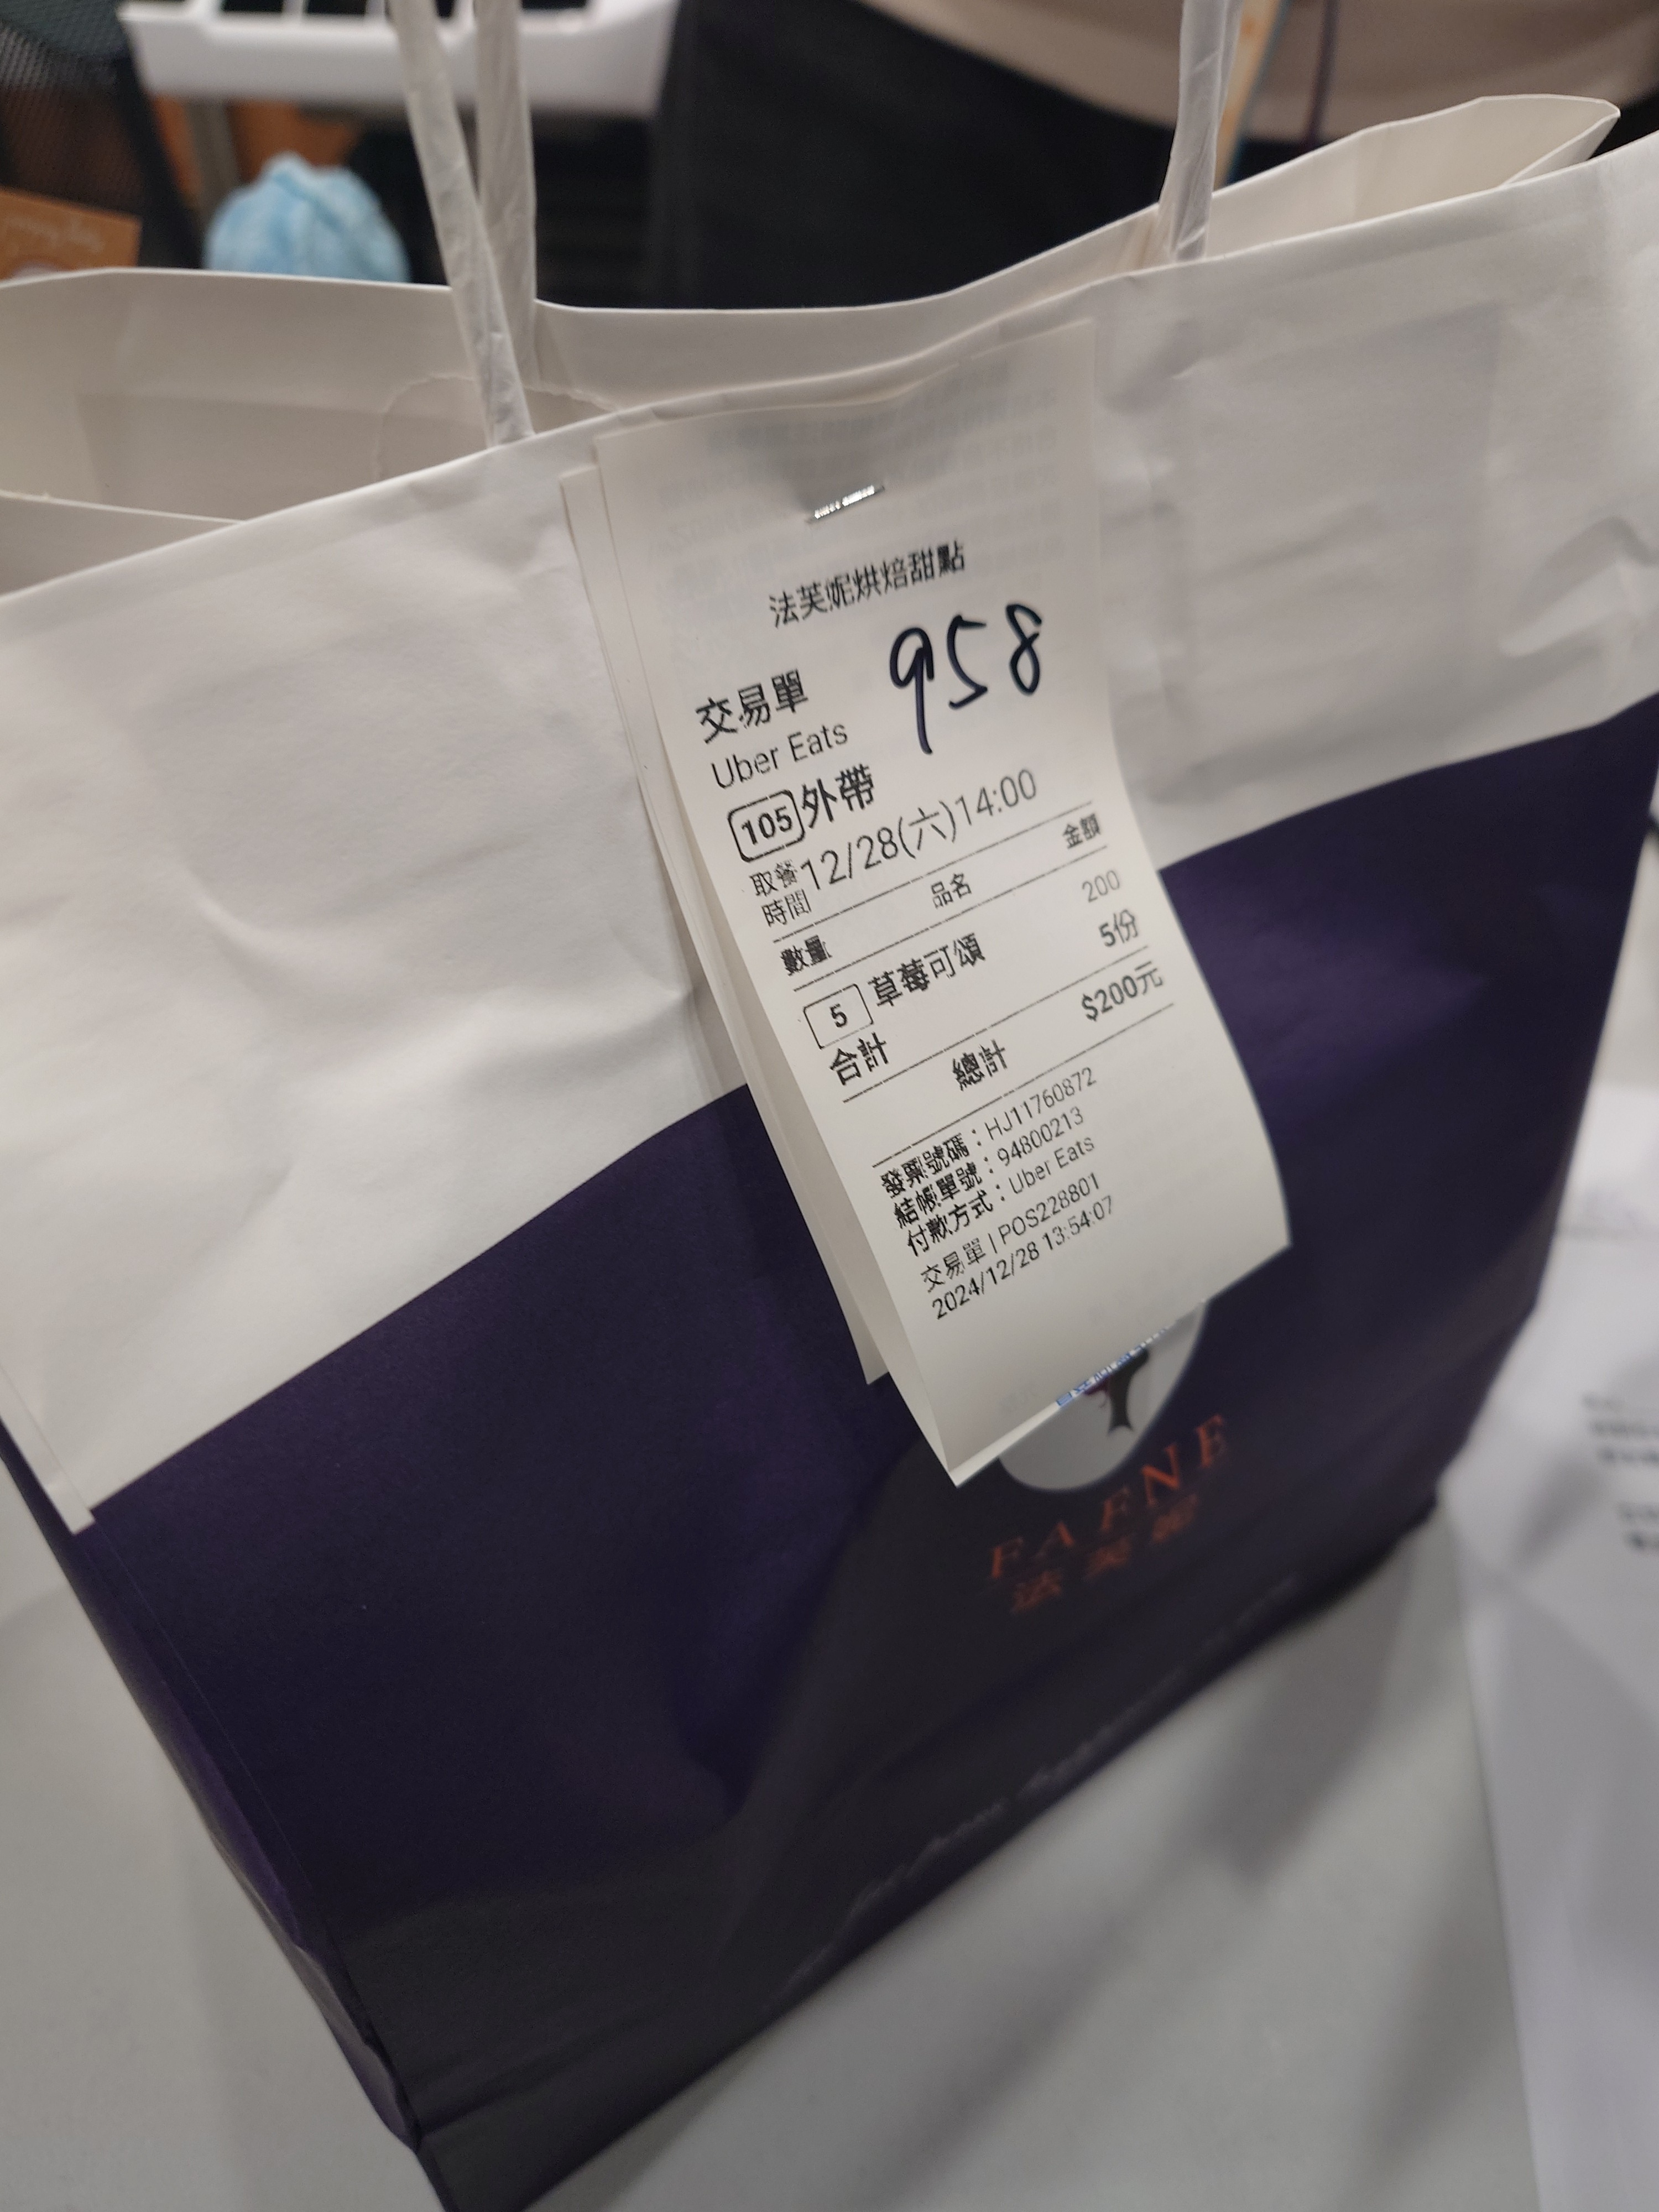 法芙妮烘焙甜點
958
交易單
Uber Eats
105 外帶
取餐時間 12/28(六)14:00
數量 品名 金額
5 草莓可頌 200
合計 5份
總計 $200元
發票號碼：HJ11760872
結帳單號：94800213
付款方式：Uber Eats
交易單 | POS228801
2024/12/28 13:54:07
FAFNE
法芙妮